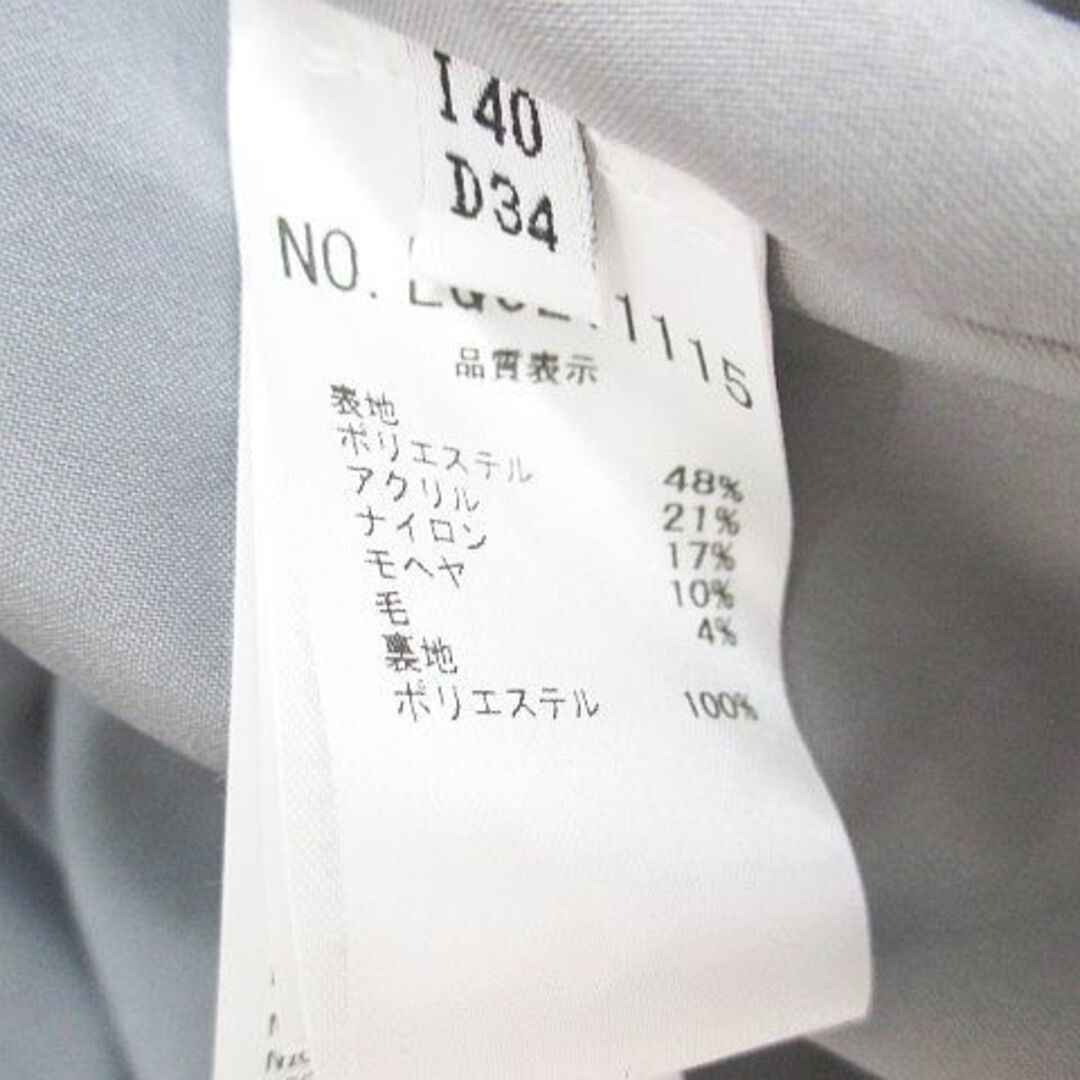 I40
D34
NO. 1115
品質表示
表地
ポリエステル 48%
アクリル 21%
ナイロン 17%
モヘヤ 10%
毛 4%
裏地
ポリエステル 100%